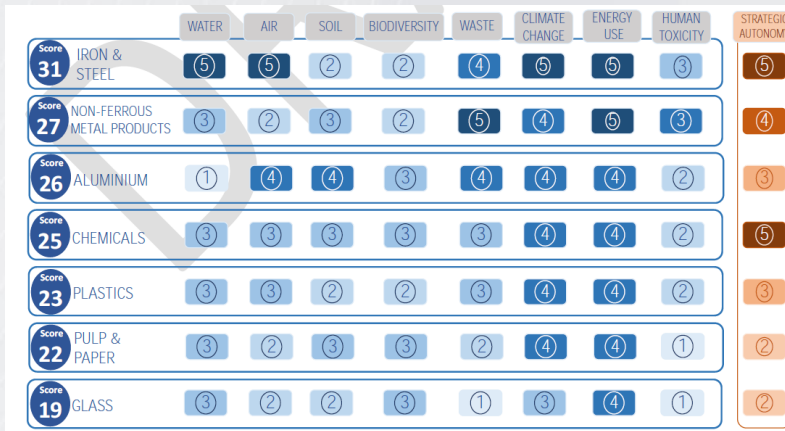 WATER AIR SOIL BIODIVERSITY WASTE CLIMATE CHANGE ENERGY USE HUMAN TOXICITY STRATEGIC AUTONOMY
Score 31 IRON & STEEL 5 5 2 2 4 5 5 3 5
Score 27 NON-FERROUS METAL PRODUCTS 3 2 3 2 5 4 5 3 4
Score 26 ALUMINIUM 1 4 4 3 4 4 4 2 3
Score 25 CHEMICALS 3 3 3 3 3 4 4 2 5
Score 23 PLASTICS 3 3 2 2 3 4 4 2 3
Score 22 PULP & PAPER 3 2 3 3 2 4 4 1 2
Score 19 GLASS 3 2 2 3 1 3 4 1 2